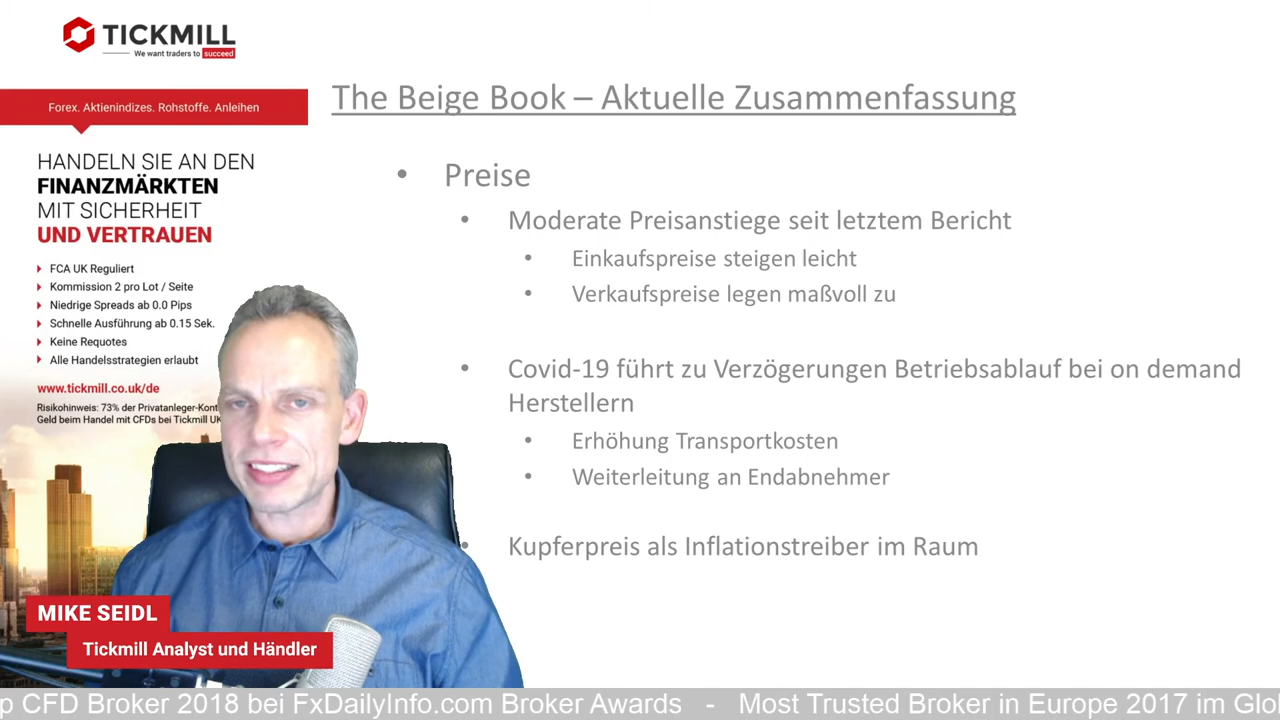 TICKMILL
We want traders to succeed
Forex. Aktienindizes. Rohstoffe. Anleihen
HANDELN SIE AN DEN
FINANZMÄRKTEN
MIT SICHERHEIT
UND VERTRAUEN
FCA UK Reguliert
Kommission 2 pro Lot / Seite
Niedrige Spreads ab 0.0 Pips
Schnelle Ausführung ab 0.15 Sek.
Keine Requotes
Alle Handelsstrategien erlaubt
www.tickmill.co.uk/de
Risikohinweis: 73% der Privatanleger-Kont
Geld beim Handel mit CFDs bei Tickmill UK
The Beige Book – Aktuelle Zusammenfassung
• Preise
• Moderate Preisanstiege seit letztem Bericht
• Einkaufspreise steigen leicht
• Verkaufspreise legen maßvoll zu
• Covid-19 führt zu Verzögerungen Betriebsablauf bei on demand
Herstellern
• Erhöhung Transportkosten
• Weiterleitung an Endabnehmer
• Kupferpreis als Inflationstreiber im Raum
MIKE SEIDL
Tickmill Analyst und Händler
p CFD Broker 2018 bei FxDailyInfo.com Broker Awards - Most Trusted Broker in Europe 2017 im Glo